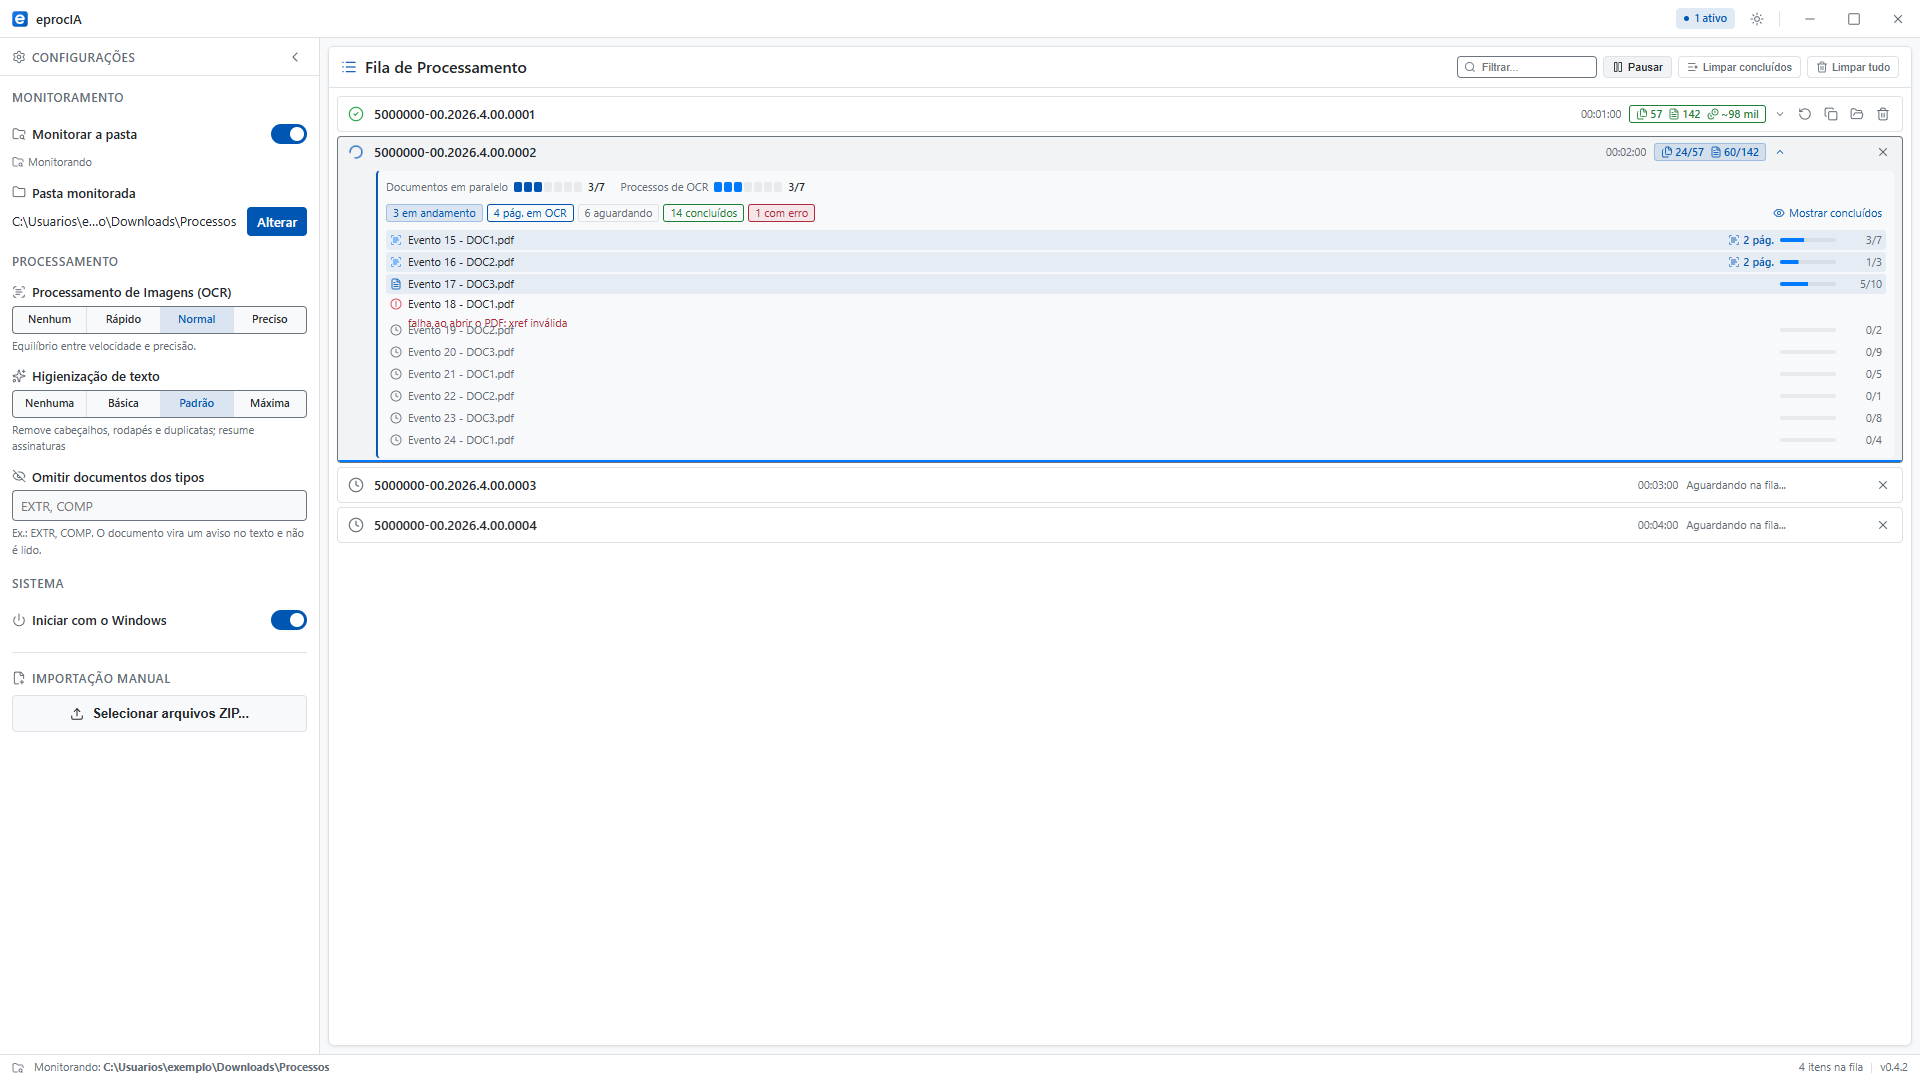 eprocIA
1 ativo
CONFIGURAÇÕES
MONITORAMENTO
Monitorar a pasta
Monitorando
Pasta monitorada
C:\Usuarios\e...o\Downloads\Processos
Alterar
PROCESSAMENTO
Processamento de Imagens (OCR)
Nenhum Rápido Normal Preciso
Equilíbrio entre velocidade e precisão.
Higienização de texto
Nenhuma Básica Padrão Máxima
Remove cabeçalhos, rodapés e duplicatas; resume
assinaturas
Omitir documentos dos tipos
EXTR, COMP
Ex.: EXTR, COMP. O documento vira um aviso no texto e não
é lido.
SISTEMA
Iniciar com o Windows
IMPORTAÇÃO MANUAL
Selecionar arquivos ZIP...
Fila de Processamento
Filtrar...
Pausar
Limpar concluídos
Limpar tudo
5000000-00.2026.4.00.0001 00:01:00 57 142 ~98 mil
5000000-00.2026.4.00.0002 00:02:00 24/57 60/142
Documentos em paralelo 3/7 Processos de OCR 3/7
3 em andamento 4 pág. em OCR 6 aguardando 14 concluídos 1 com erro Mostrar concluídos
Evento 15 - DOC1.pdf 2 pág. 3/7
Evento 16 - DOC2.pdf 2 pág. 1/3
Evento 17 - DOC3.pdf 5/10
Evento 18 - DOC1.pdf
falha ao abrir o PDF: xref inválida
Evento 19 - DOC2.pdf 0/2
Evento 20 - DOC3.pdf 0/9
Evento 21 - DOC1.pdf 0/5
Evento 22 - DOC2.pdf 0/1
Evento 23 - DOC3.pdf 0/8
Evento 24 - DOC1.pdf 0/4
5000000-00.2026.4.00.0003 00:03:00 Aguardando na fila...
5000000-00.2026.4.00.0004 00:04:00 Aguardando na fila...
Monitorando: C:\Usuarios\exemplo\Downloads\Processos
4 itens na fila v0.4.2